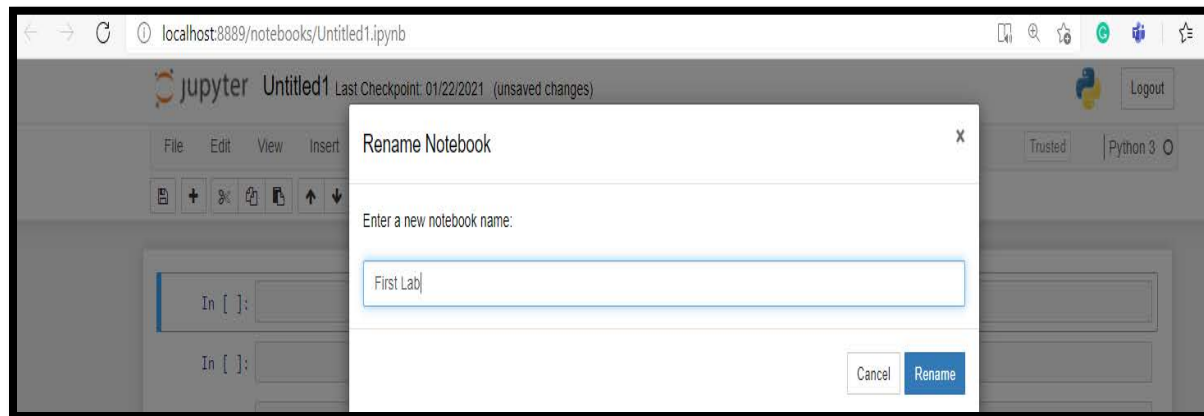 localhost:8889/notebooks/Untitled1.ipynb
jupyter Untitled1 Last Checkpoint: 01/22/2021 (unsaved changes)
Logout
File Edit View Insert
Trusted
Python 3
Rename Notebook
x
Enter a new notebook name:
First Lab
In [ ]:
In [ ]:
Cancel
Rename